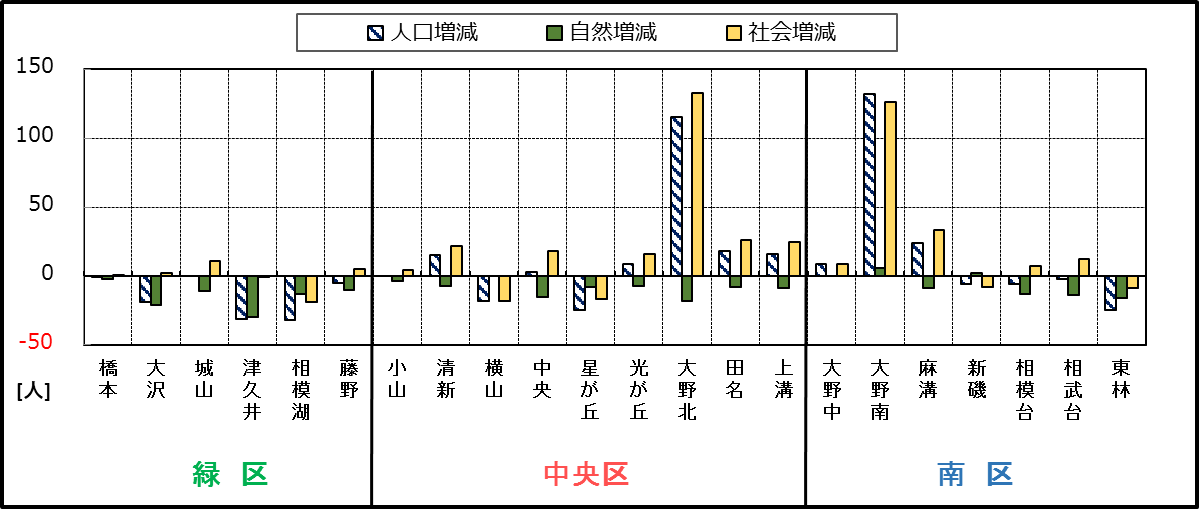 人口増減 自然増減 社会増減
150
100
50
0
-50
[人]
橋本 大沢 城山 津久井 相模湖 藤野 小山 清新 横山 中央 星が丘 光が丘 大野北 田名 上溝 大野中 大野南 麻溝 新磯 相模台 相武台 東林
緑 区 中央区 南 区